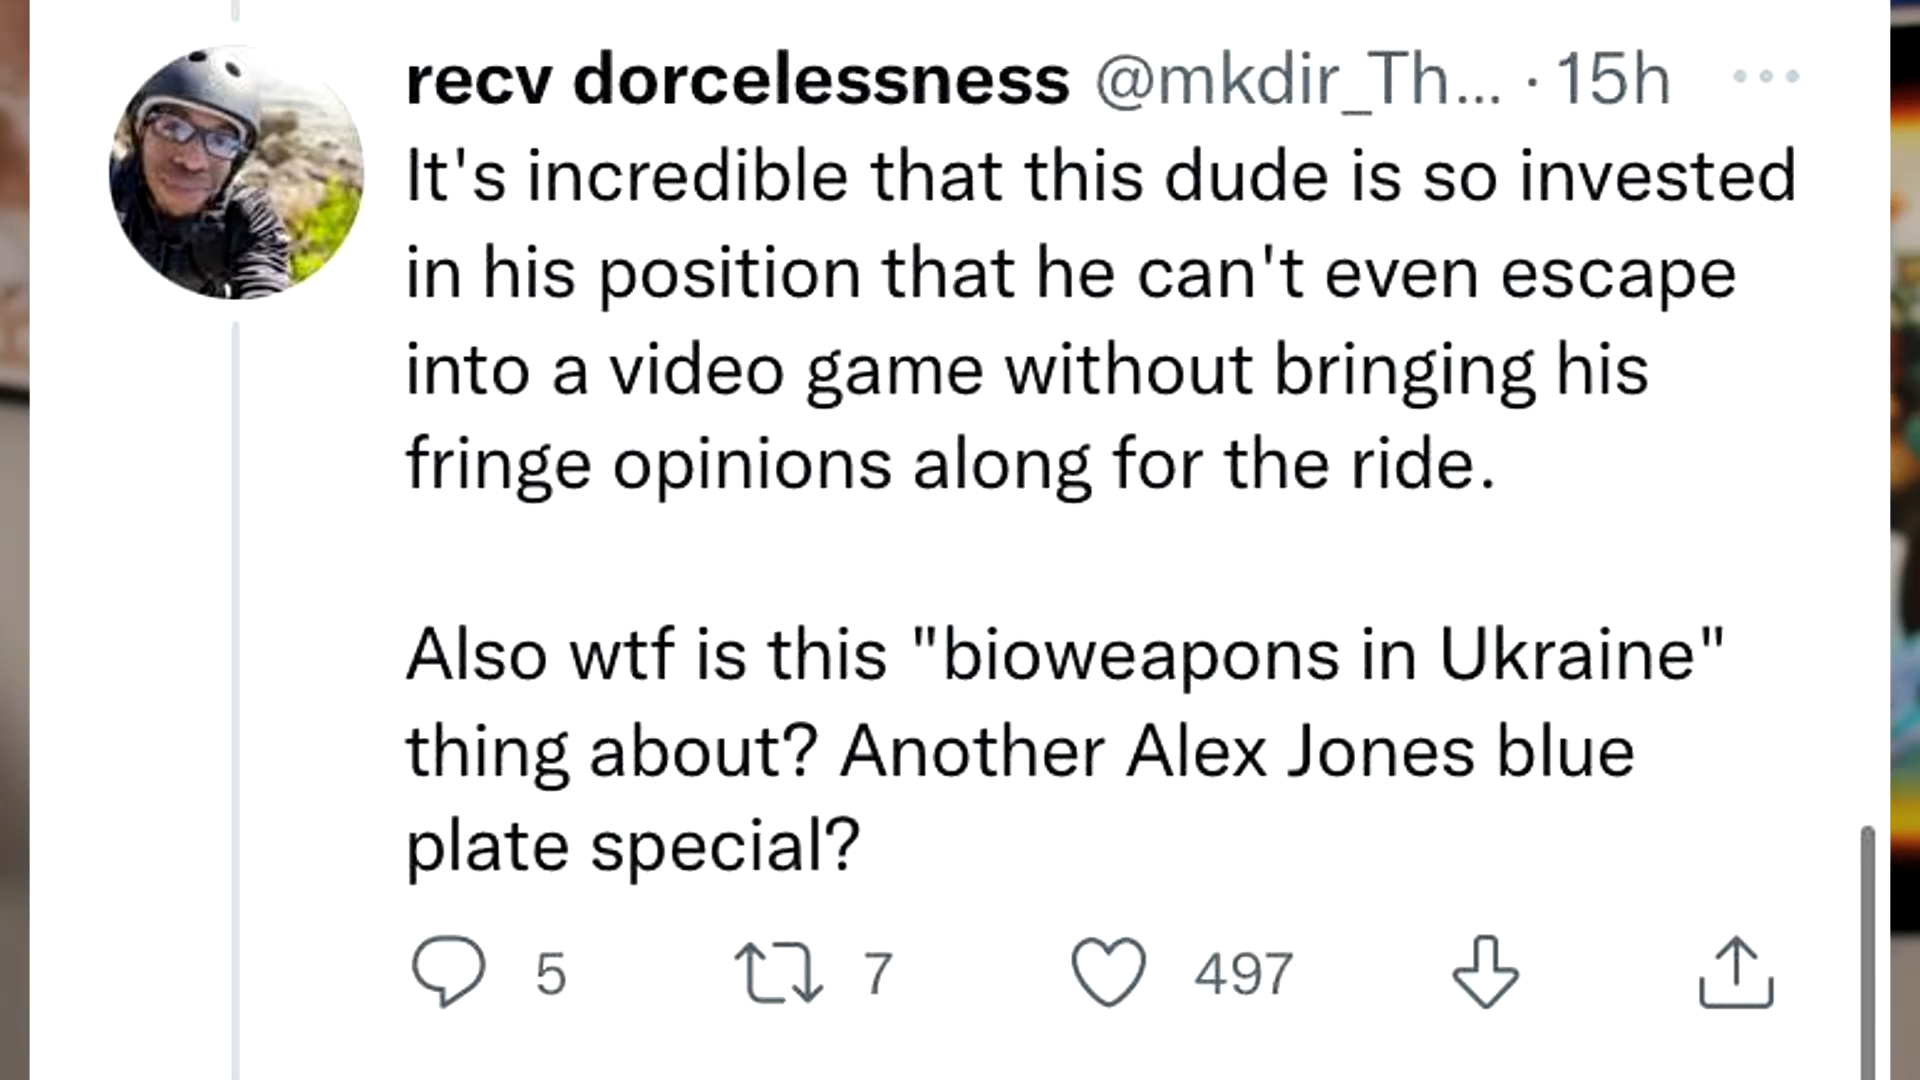 recv dorcelessness @mkdir_Th... · 15h
It's incredible that this dude is so invested
in his position that he can't even escape
into a video game without bringing his
fringe opinions along for the ride.
Also wtf is this "bioweapons in Ukraine"
thing about? Another Alex Jones blue
plate special?
5 7 497